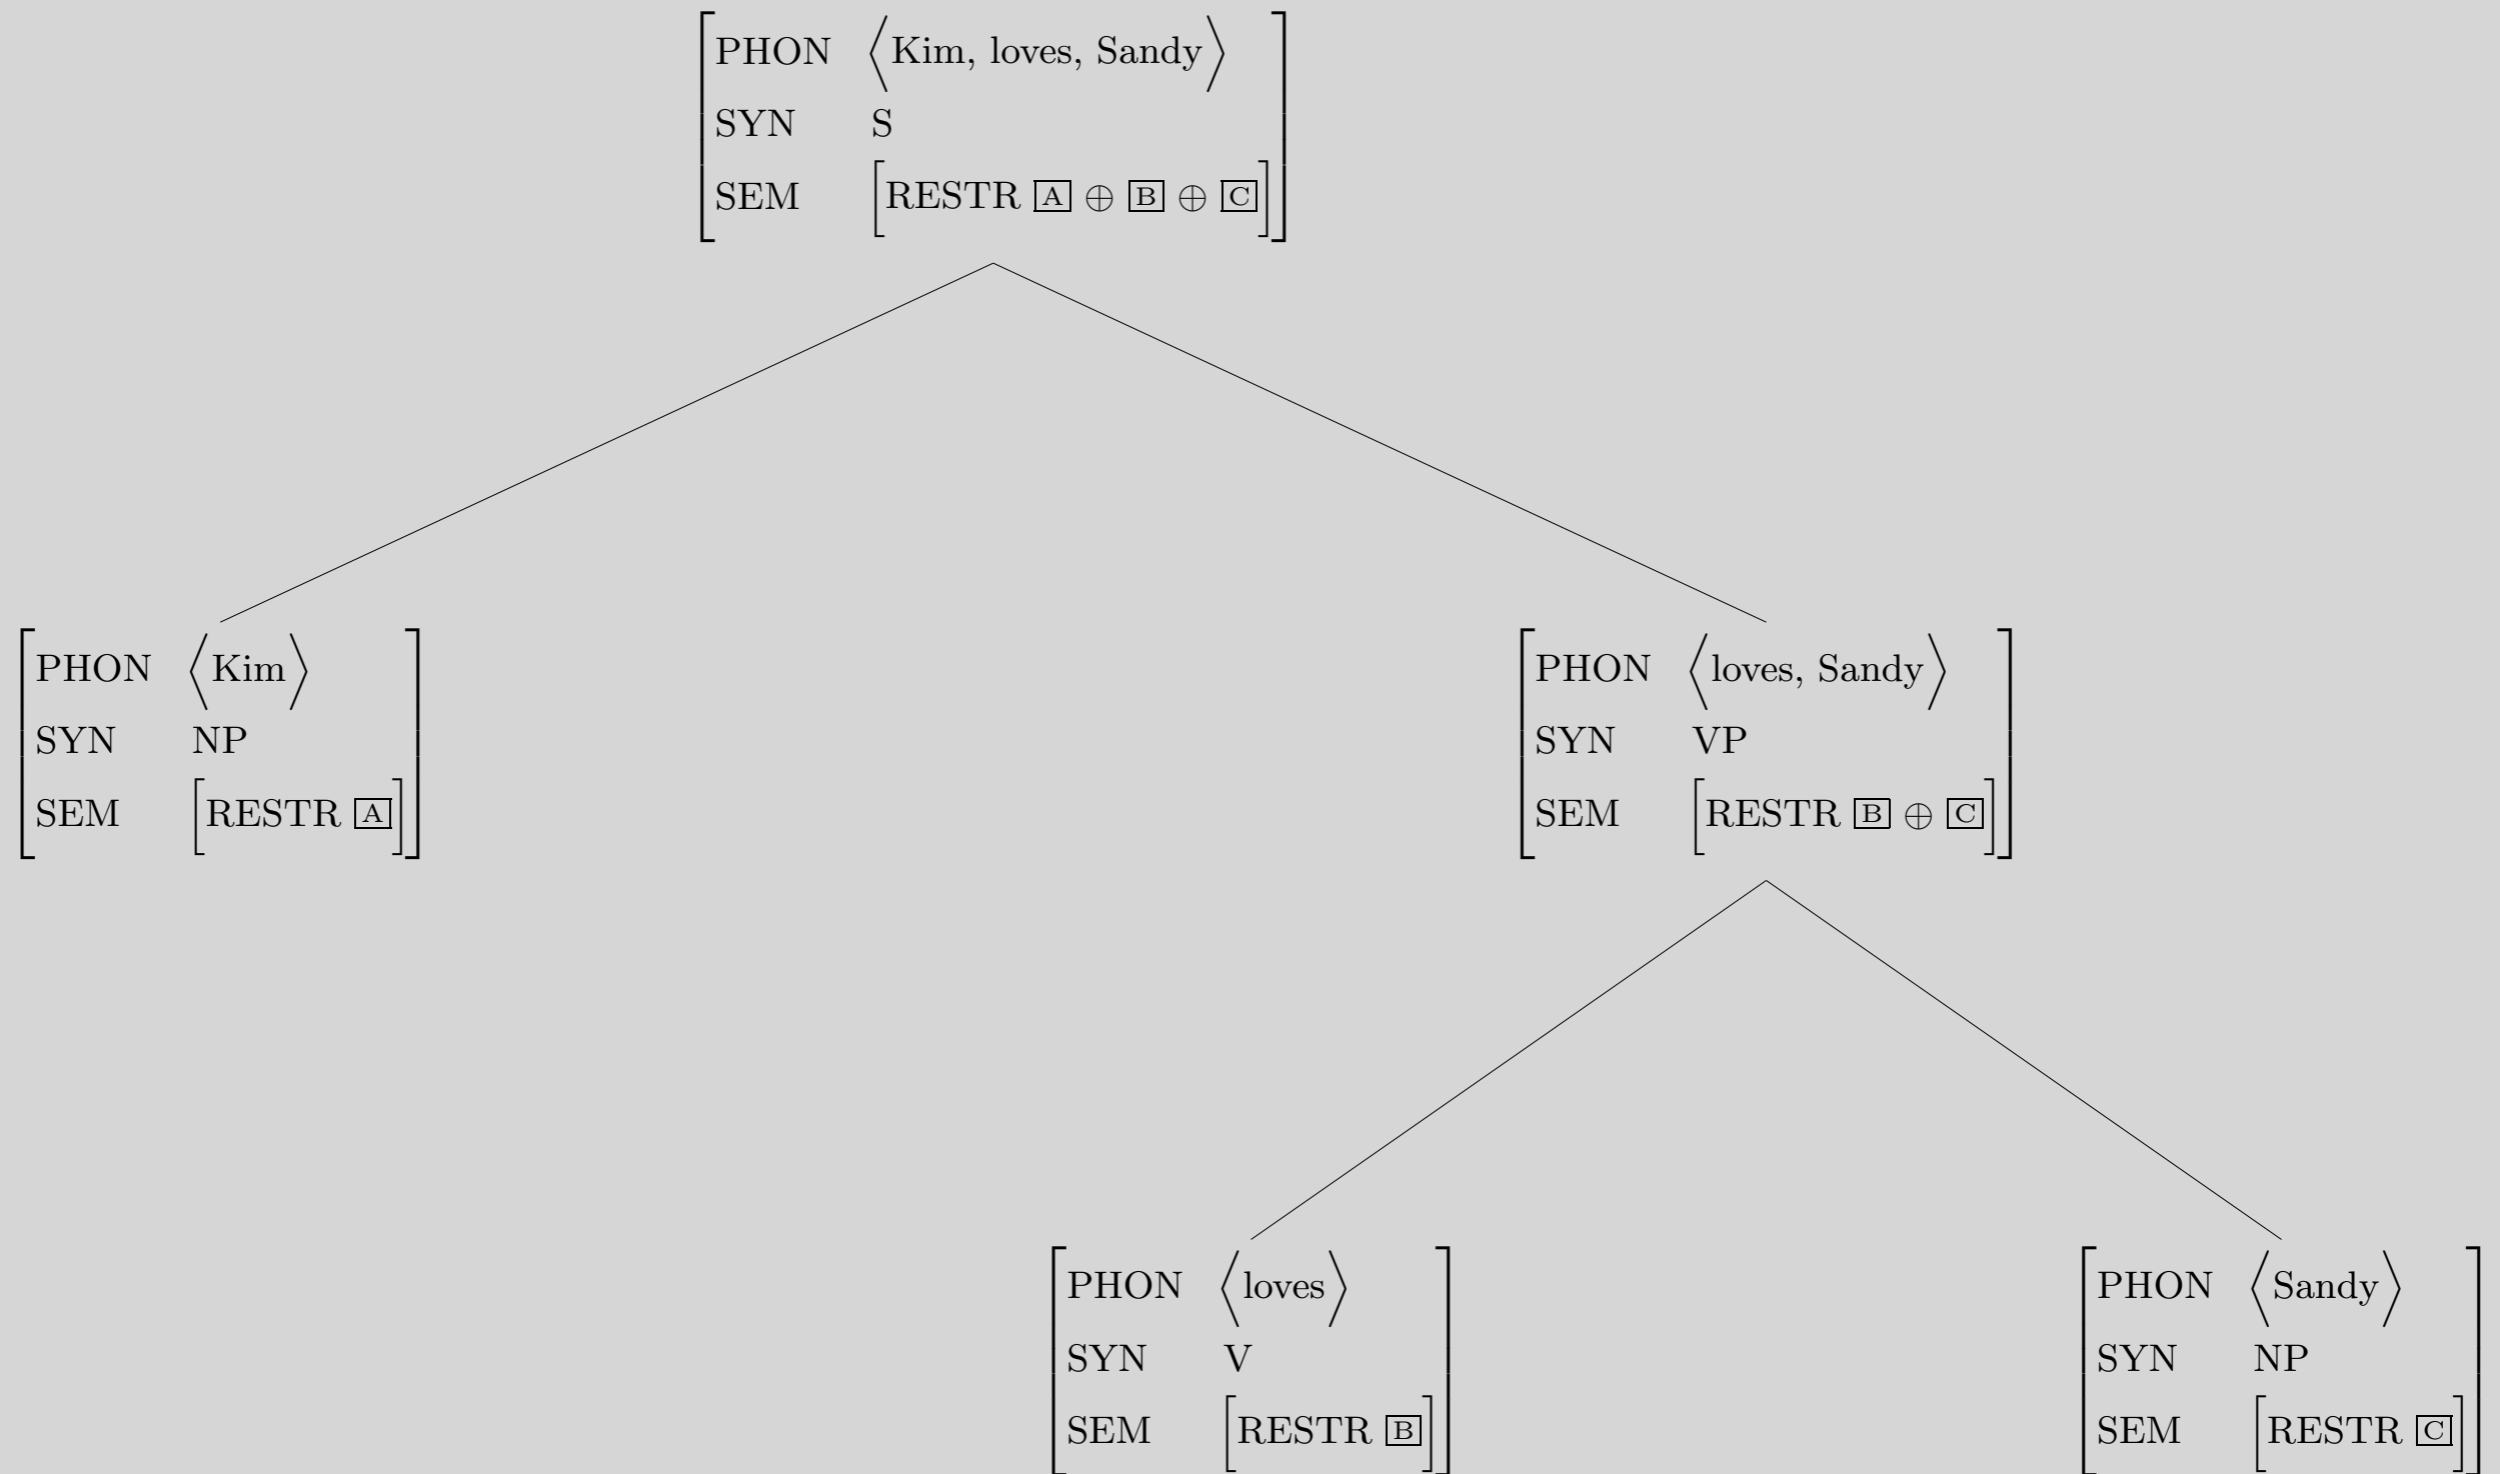 PHON ⟨Kim, loves, Sandy⟩
SYN S
SEM [RESTR A ⊕ B ⊕ C]
PHON ⟨Kim⟩
SYN NP
SEM [RESTR A]
PHON ⟨loves, Sandy⟩
SYN VP
SEM [RESTR B ⊕ C]
PHON ⟨loves⟩
SYN V
SEM [RESTR B]
PHON ⟨Sandy⟩
SYN NP
SEM [RESTR C]